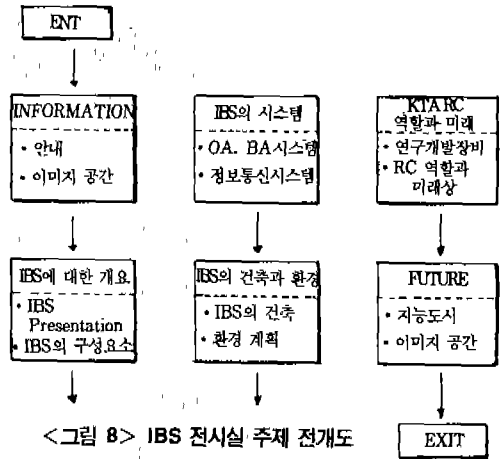 ENT
INFORMATION
• 안내
• 이미지 공간
IBS에 대한 개요
• IBS
Presentation
• IBS의 구성요소
IBS의 시스템
• OA. BA시스템
• 정보통신시스템
IBS의 건축과 환경
• IBS의 건축
• 환경 계획
KTA RC
역할과 미래
• 연구개발장비
• RC 역할과
미래상
FUTURE
• 지능도시
• 이미지 공간
EXIT
<그림 8> IBS 전시실 주제 전개도